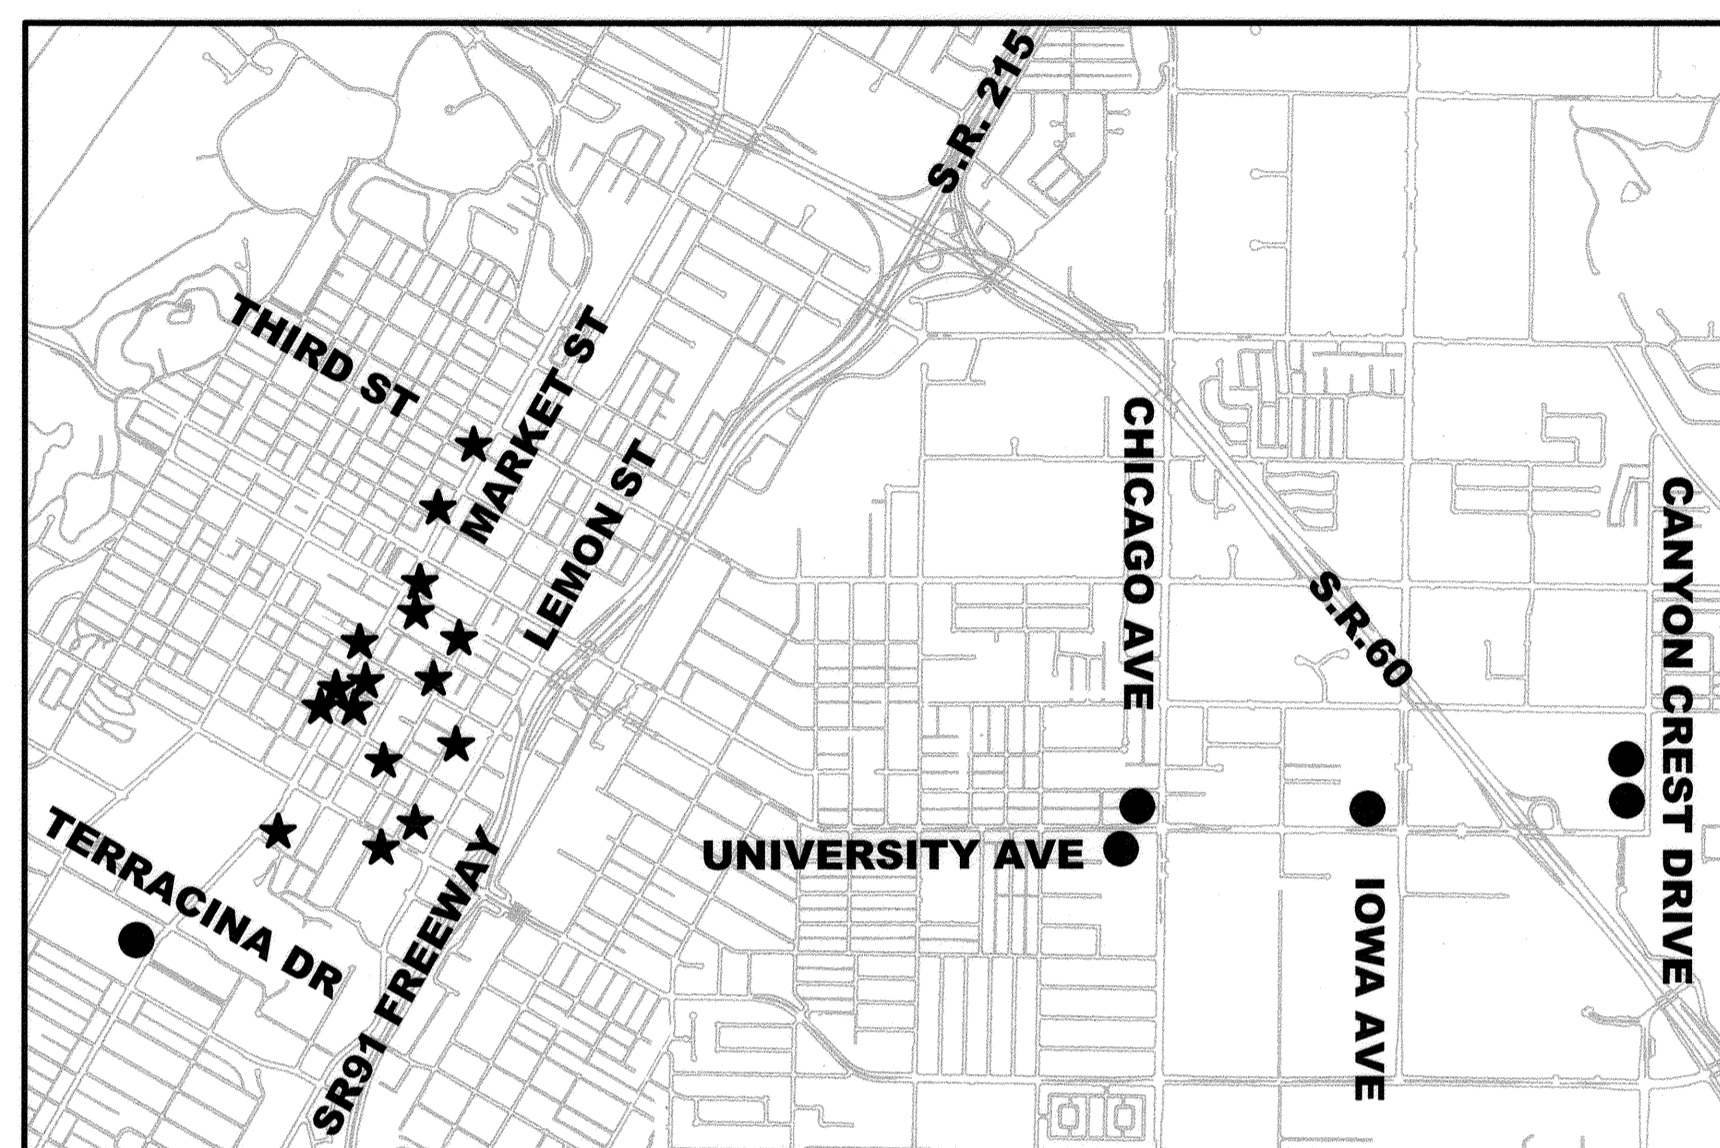 S.R. 215
THIRD ST
MARKET ST
LEMON ST
CHICAGO AVE
CANYON CREST DRIVE
S.R.60
UNIVERSITY AVE
TERRACINA DR
IOWA AVE
SR91 FREEWAY